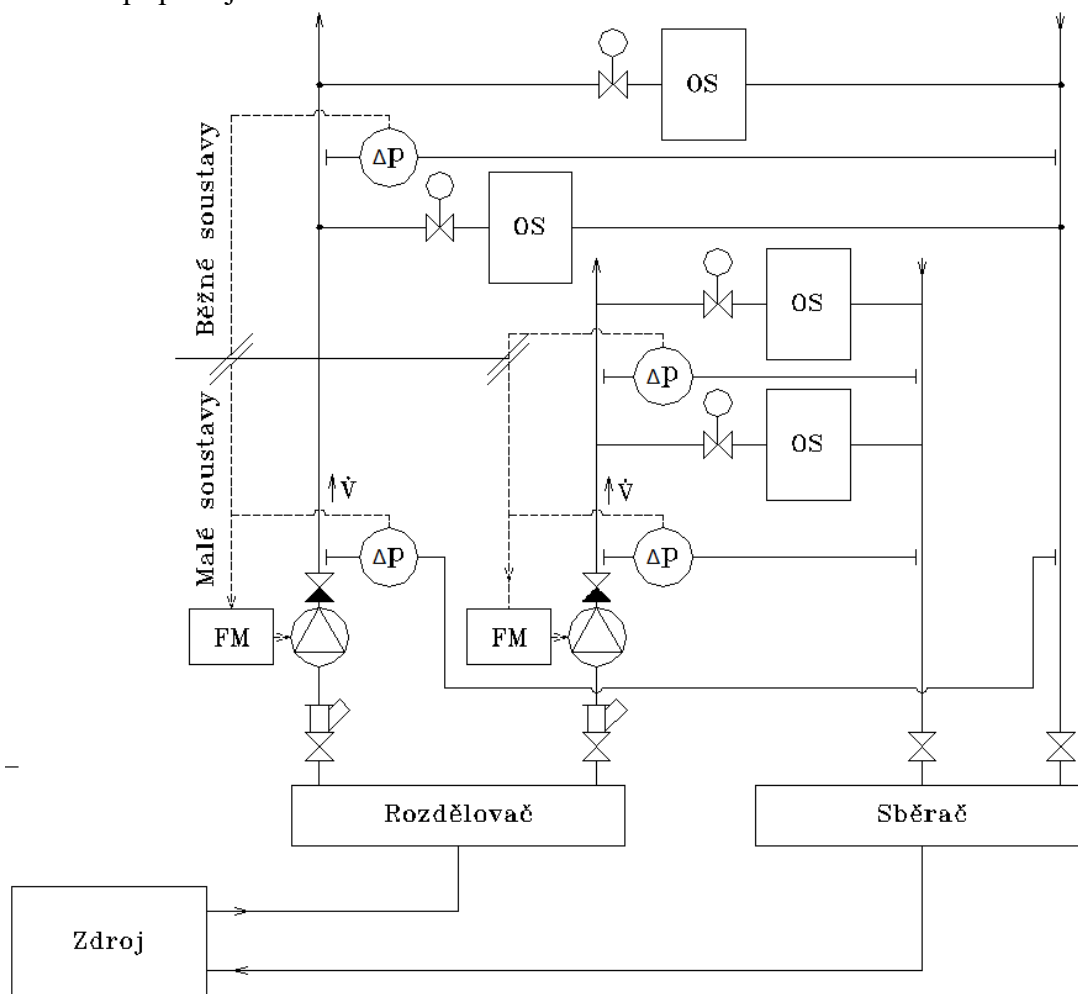 OS
Δp
OS
Běžné soustavy
OS
Δp
OS
Malé soustavy
V̇
V̇
Δp
Δp
FM
FM
Rozdělovač
Sběrač
Zdroj